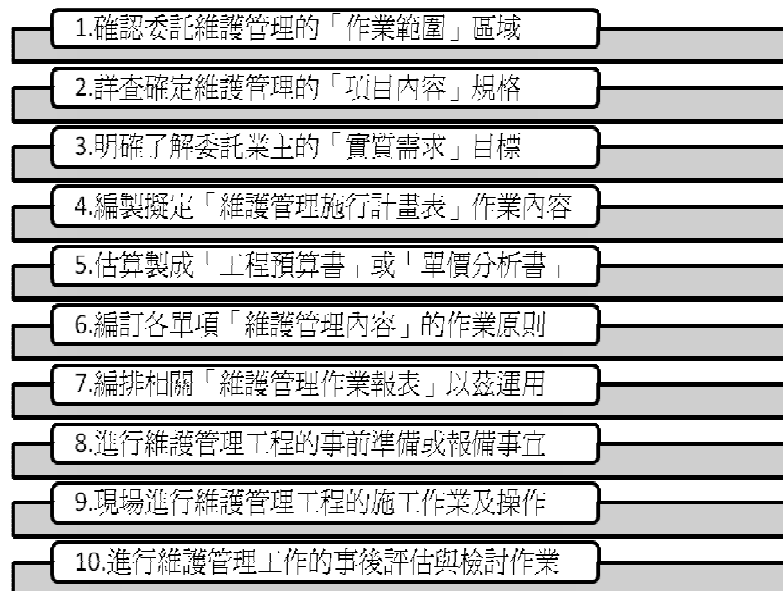 1.確認委託維護管理的「作業範圍」區域
2.詳查確定維護管理的「項目內容」規格
3.明確了解委託業主的「實質需求」目標
4.編製擬定「維護管理施行計畫表」作業內容
5.估算製成「工程預算書」或「單價分析書」
6.編訂各單項「維護管理內容」的作業原則
7.編排相關「維護管理作業報表」以茲運用
8.進行維護管理工程的事前準備或報備事宜
9.現場進行維護管理工程的施工作業及操作
10.進行維護管理工作的事後評估與檢討作業